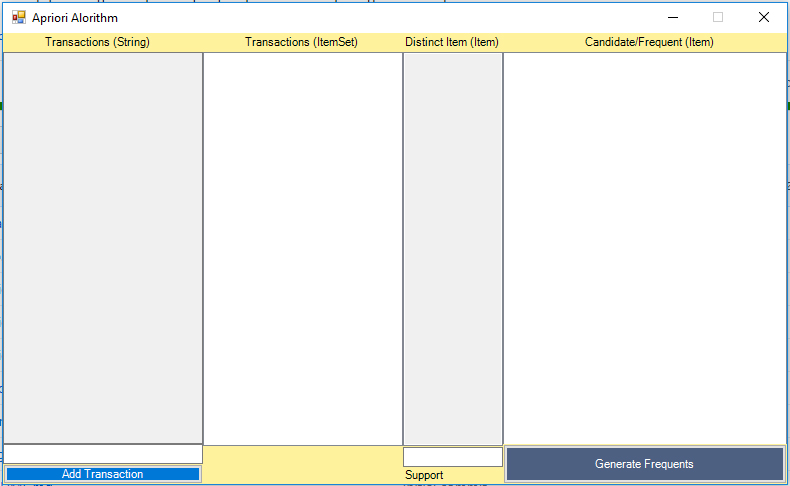 Apriori Alorithm
Transactions (String) Transactions (ItemSet) Distinct Item (Item) Candidate/Frequent (Item)
Add Transaction
Support
Generate Frequents